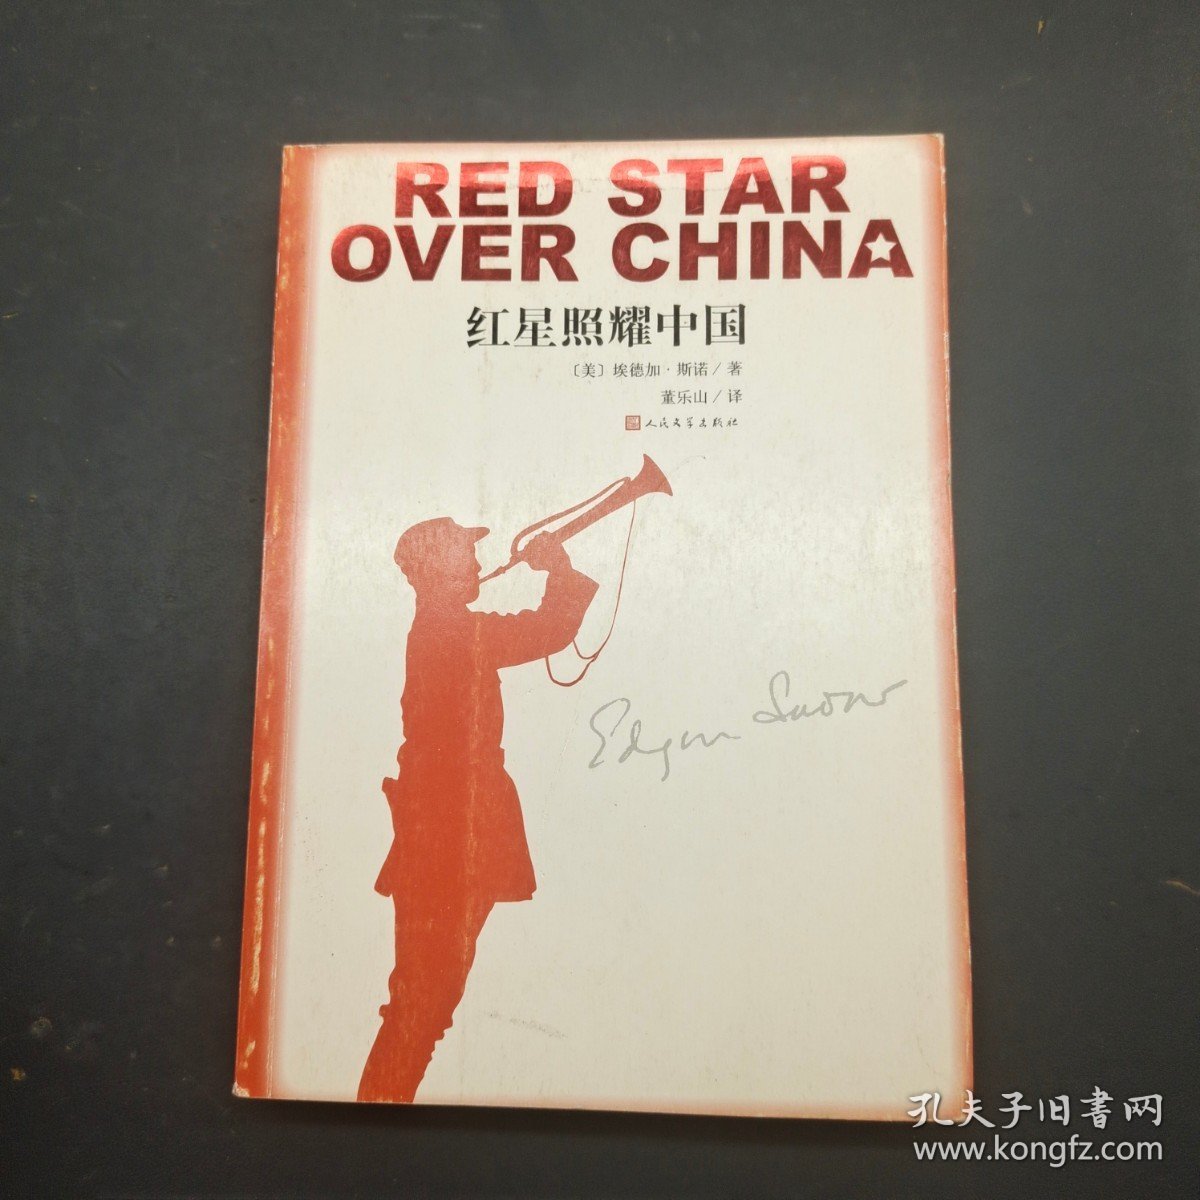 RED STAR
OVER CHINA
红星照耀中国
〔美〕埃德加·斯诺/著
董乐山/译
人民文学出版社
Edgar Snow
孔夫子旧書网
www.kongfz.com